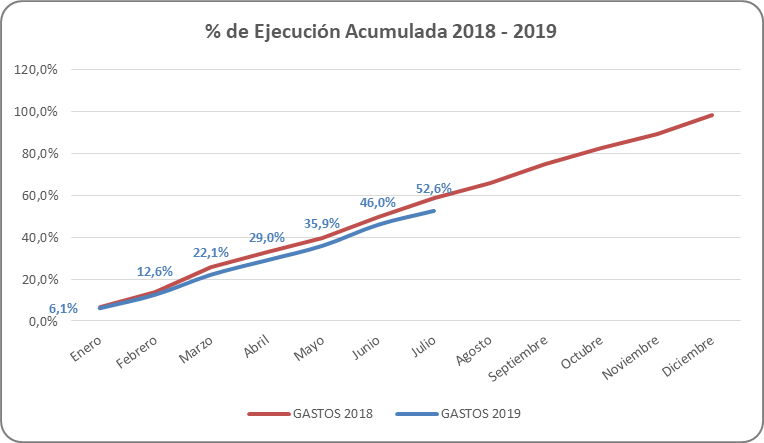 % de Ejecución Acumulada 2018 - 2019
120,0%
100,0%
80,0%
60,0%
40,0%
20,0%
0,0%
6,1%
12,6%
22,1%
29,0%
35,9%
46,0%
52,6%
Enero
Febrero
Marzo
Abril
Mayo
Junio
Julio
Agosto
Septiembre
Octubre
Noviembre
Diciembre
GASTOS 2018
GASTOS 2019